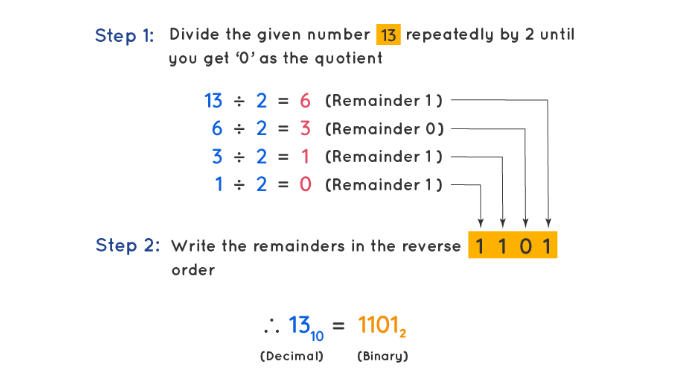 Step 1: Divide the given number 13 repeatedly by 2 until
you get ‘0’ as the quotient
13 ÷ 2 = 6 (Remainder 1)
6 ÷ 2 = 3 (Remainder 0)
3 ÷ 2 = 1 (Remainder 1)
1 ÷ 2 = 0 (Remainder 1)
Step 2: Write the remainders in the reverse 1 1 0 1
order
∴ 13₁₀ = 1101₂
(Decimal) (Binary)